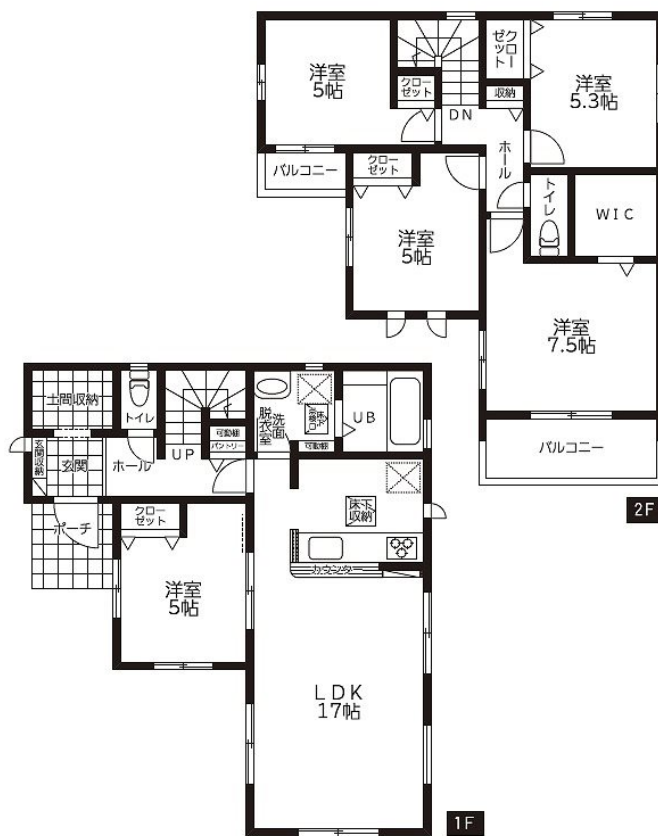 洋室
5帖
クロー
ゼット
DN
クロー
ゼット
収納
洋室
5.3帖
ホール
バルコニー
クロー
ゼット
洋室
5帖
トイレ
WIC
洋室
7.5帖
バルコニー
2F
土間収納
トイレ
玄関収納
玄関
ホール
UP
可動棚
パントリー
洗面
脱衣室
床下
点検口
可動棚
UB
ポーチ
クロー
ゼット
洋室
5帖
床下
収納
カウンター
LDK
17帖
1F